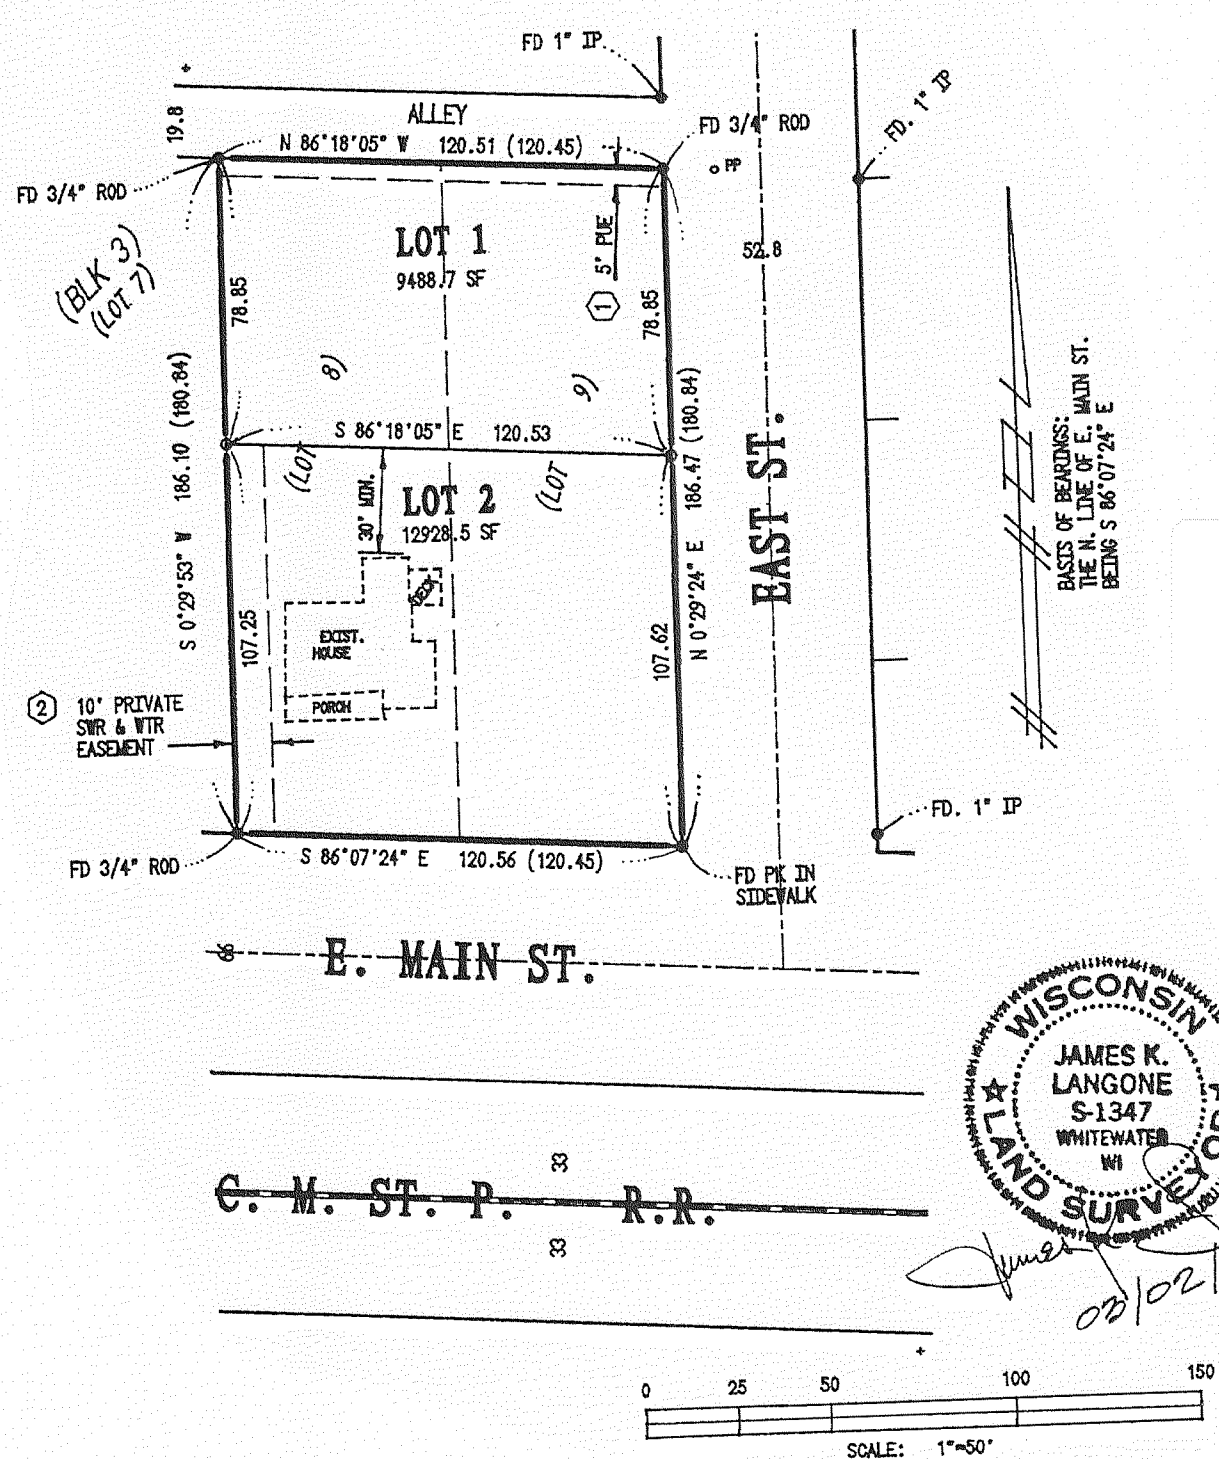 FD 1" IP
ALLEY
19.8
N 86°18'05" W 120.51 (120.45)
FD 3/4" ROD
FD. 1" IP
PP
FD 3/4" ROD
(BLK 3)
(LOT 7)
LOT 1
9488.7 SF
5' PUE
1
52.8
78.85
78.85
8)
9)
186.10 (180.84)
S 0°29'53" W
186.47 (180.84)
N 0°29'24" E
S 86°18'05" E 120.53
(LOT
(LOT
30' MIN.
LOT 2
12928.5 SF
DECK
EXIST.
HOUSE
PORCH
107.25
107.62
EAST ST.
BASIS OF BEARINGS:
THE N. LINE OF E. MAIN ST.
BEING S 86°07'24" E
2
10' PRIVATE
SWR & WTR
EASEMENT
FD. 1" IP
FD 3/4" ROD
S 86°07'24" E 120.56 (120.45)
FD PK IN
SIDEWALK
66
E. MAIN ST.
33
C. M. ST. P. R.R.
33
WISCONSIN
JAMES K.
LANGONE
S-1347
WHITEWATER
WI
LAND SURVEYOR
James
03/02/
0 25 50 100 150
SCALE: 1"=50'